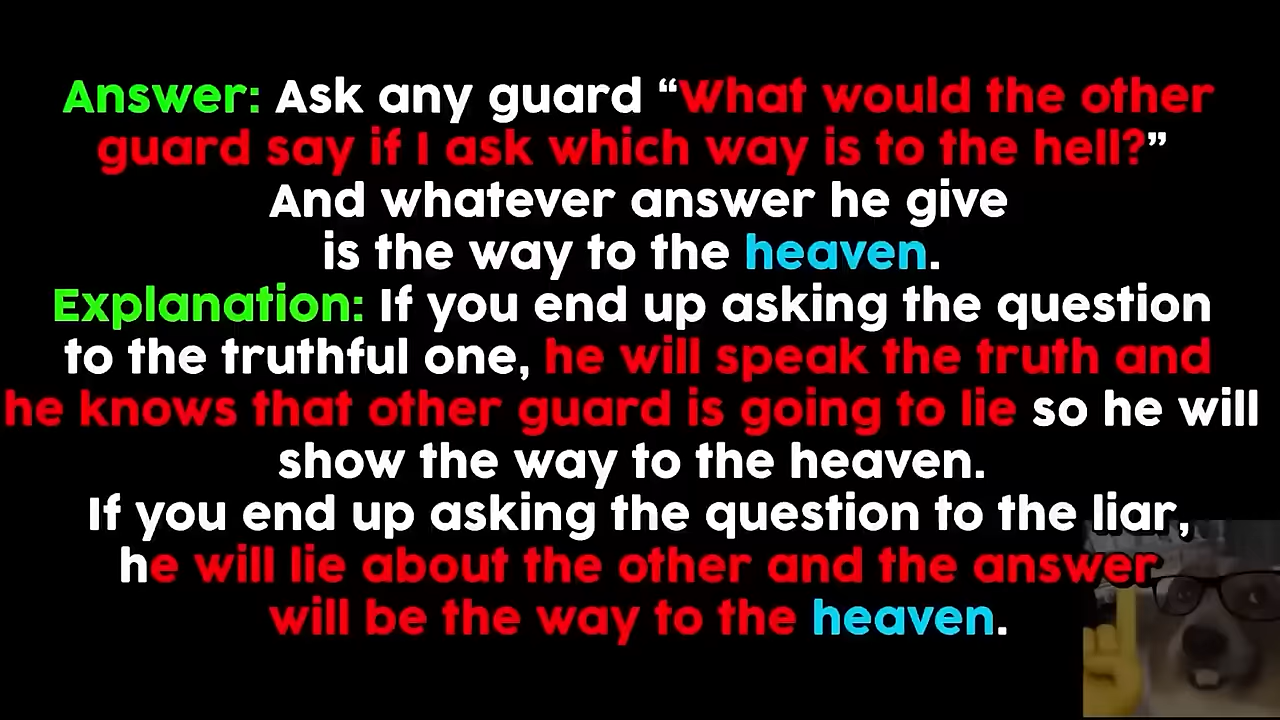 Answer: Ask any guard “What would the other
guard say if I ask which way is to the hell?”
And whatever answer he give
is the way to the heaven.
Explanation: If you end up asking the question
to the truthful one, he will speak the truth and
he knows that other guard is going to lie so he will
show the way to the heaven.
If you end up asking the question to the liar,
he will lie about the other and the answer
will be the way to the heaven.